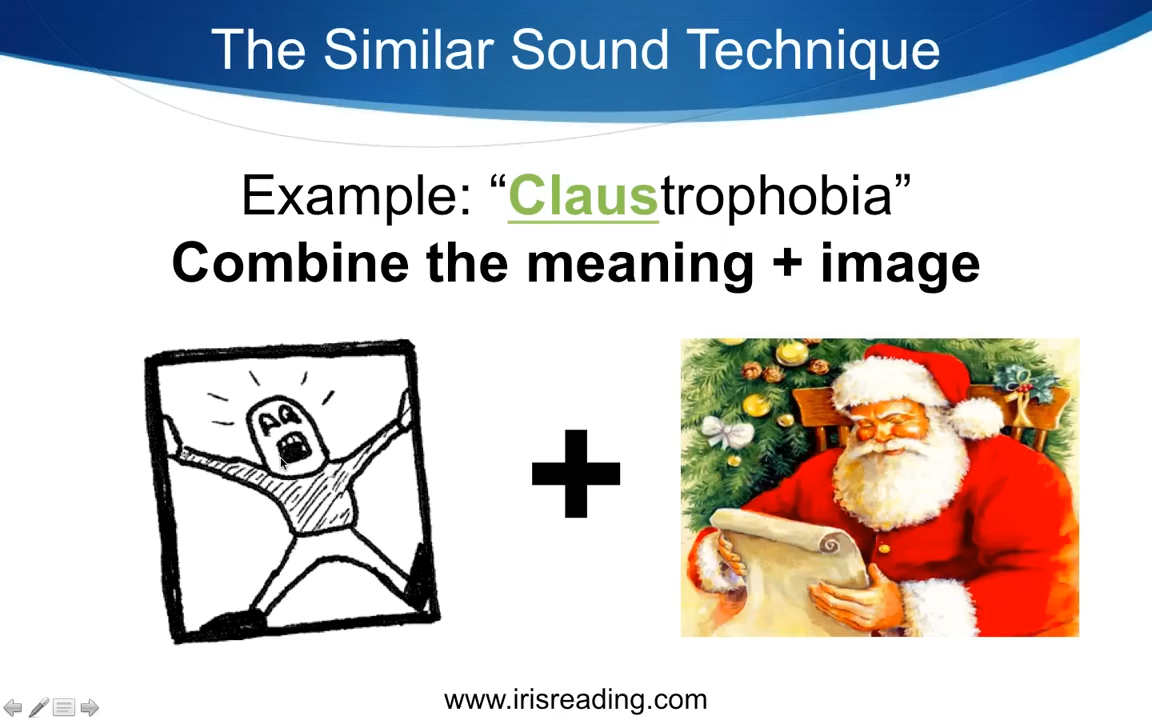 The Similar Sound Technique
Example: “Claustrophobia”
Combine the meaning + image
+
www.irisreading.com